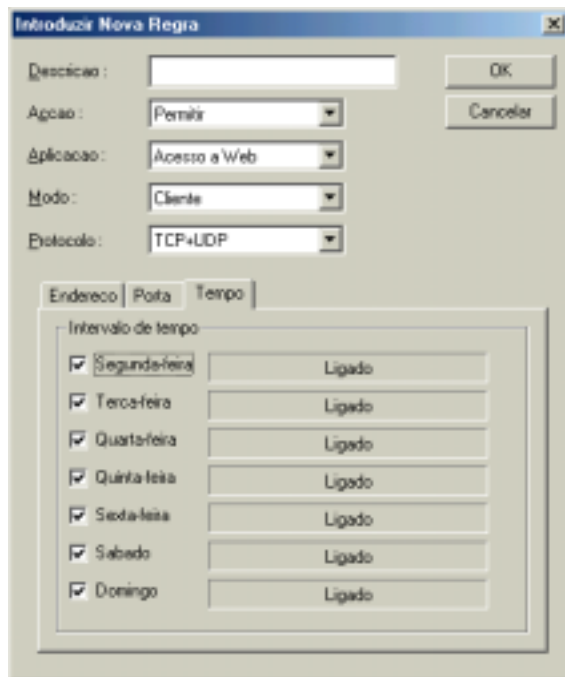 Introduzir Nova Regra
Descricao :
OK
Agcao :
Permitir
Cancelar
Aplicacao :
Acesso a Web
Modo :
Cliente
Protocolo :
TCP+UDP
Endereco Porta Tempo
Intervalo de tempo
Segunda-feira Ligado
Terca-feira Ligado
Quarta-feira Ligado
Quinta-feira Ligado
Sexta-feira Ligado
Sabado Ligado
Domingo Ligado